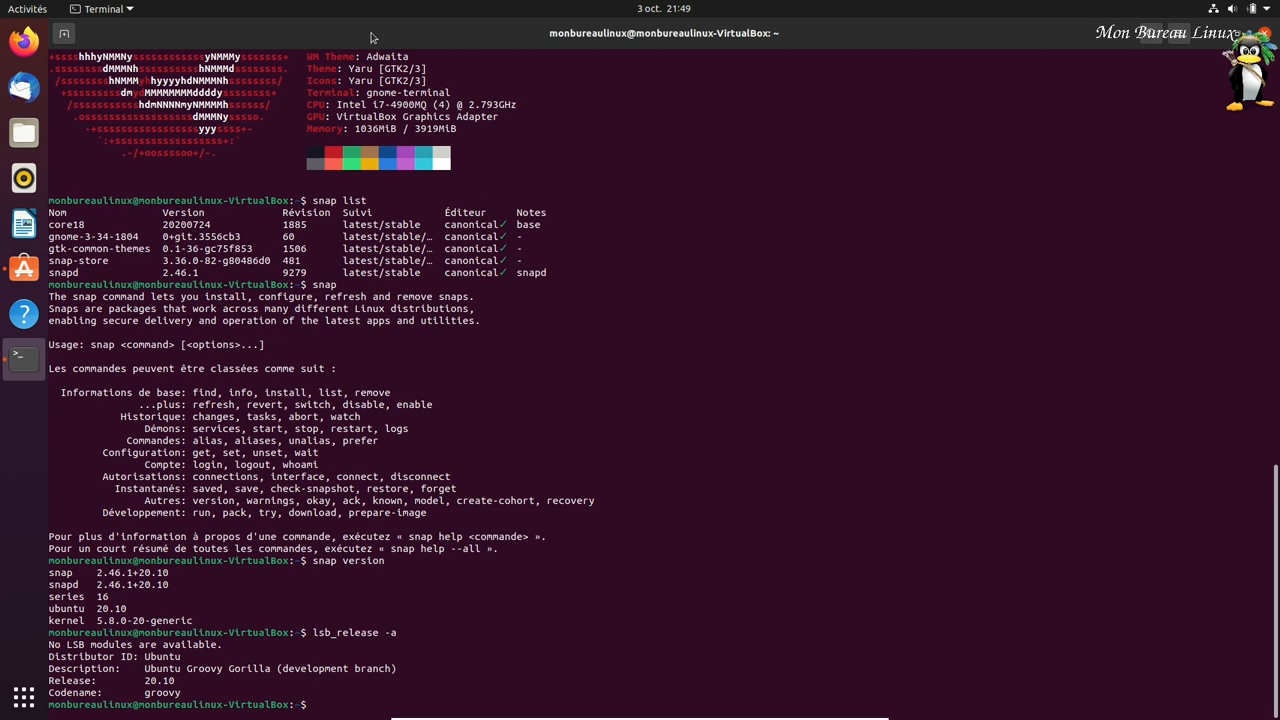 Activités
Terminal
3 oct. 21:49
monbureaulinux@monbureaulinux-VirtualBox: ~
Mon Bureau Linux
+sssshhhyNMMNyssssssssssssyNMMMysssssss+
WM Theme: Adwaita
.ssssssssdMMMNhsssssssssshNMMMdssssssss.
Theme: Yaru [GTK2/3]
/sssssssshNMMMyhhyyyyhdNMMMNhssssssss/
Icons: Yaru [GTK2/3]
+sssssssssdmydMMMMMMMMddddyssssssss+
Terminal: gnome-terminal
/ssssssssssshdmNNNNmyNMMMMhssssss/
CPU: Intel i7-4900MQ (4) @ 2.793GHz
.ossssssssssssssssssdMMMNysssso.
GPU: VirtualBox Graphics Adapter
-+sssssssssssssssssyyyssss+-
Memory: 1036MiB / 3919MiB
`:+ssssssssssssssssss+:`
.-/+oossssoo+/-.
monbureaulinux@monbureaulinux-VirtualBox:~$ snap list
Nom Version Révision Suivi Éditeur Notes
core18 20200724 1885 latest/stable canonical✓ base
gnome-3-34-1804 0+git.3556cb3 60 latest/stable/… canonical✓ -
gtk-common-themes 0.1-36-gc75f853 1506 latest/stable/… canonical✓ -
snap-store 3.36.0-82-g80486d0 481 latest/stable/… canonical✓ -
snapd 2.46.1 9279 latest/stable canonical✓ snapd
monbureaulinux@monbureaulinux-VirtualBox:~$ snap
The snap command lets you install, configure, refresh and remove snaps.
Snaps are packages that work across many different Linux distributions,
enabling secure delivery and operation of the latest apps and utilities.
Usage: snap <command> [<options>...]
Les commandes peuvent être classées comme suit :
Informations de base: find, info, install, list, remove
...plus: refresh, revert, switch, disable, enable
Historique: changes, tasks, abort, watch
Démons: services, start, stop, restart, logs
Commandes: alias, aliases, unalias, prefer
Configuration: get, set, unset, wait
Compte: login, logout, whoami
Autorisations: connections, interface, connect, disconnect
Instantanés: saved, save, check-snapshot, restore, forget
Autres: version, warnings, okay, ack, known, model, create-cohort, recovery
Développement: run, pack, try, download, prepare-image
Pour plus d'information à propos d'une commande, exécutez « snap help <commande> ».
Pour un court résumé de toutes les commandes, exécutez « snap help --all ».
monbureaulinux@monbureaulinux-VirtualBox:~$ snap version
snap 2.46.1+20.10
snapd 2.46.1+20.10
series 16
ubuntu 20.10
kernel 5.8.0-20-generic
monbureaulinux@monbureaulinux-VirtualBox:~$ lsb_release -a
No LSB modules are available.
Distributor ID: Ubuntu
Description: Ubuntu Groovy Gorilla (development branch)
Release: 20.10
Codename: groovy
monbureaulinux@monbureaulinux-VirtualBox:~$